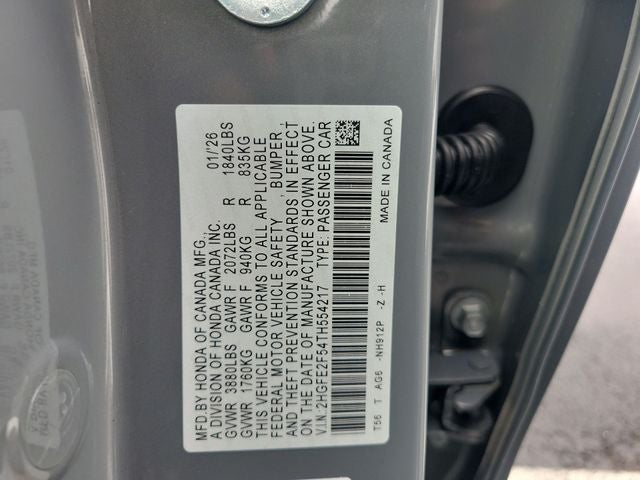 MFD.BY HONDA OF CANADA MFG.,
A DIVISION OF HONDA CANADA INC. 01/'26
GVWR 3880LBS GAWR F 2072LBS R 1840LBS
GVWR 1760KG GAWR F 940KG R 835KG
THIS VEHICLE CONFORMS TO ALL APPLICABLE
FEDERAL MOTOR VEHICLE SAFETY, BUMPER,
AND THEFT PREVENTION STANDARDS IN EFFECT
ON THE DATE OF MANUFACTURE SHOWN ABOVE.
V.I.N.:2HGFE2F54TH554217 TYPE:PASSENGER CAR
T56 T AG6 -NH912P -Z -H MADE IN CANADA